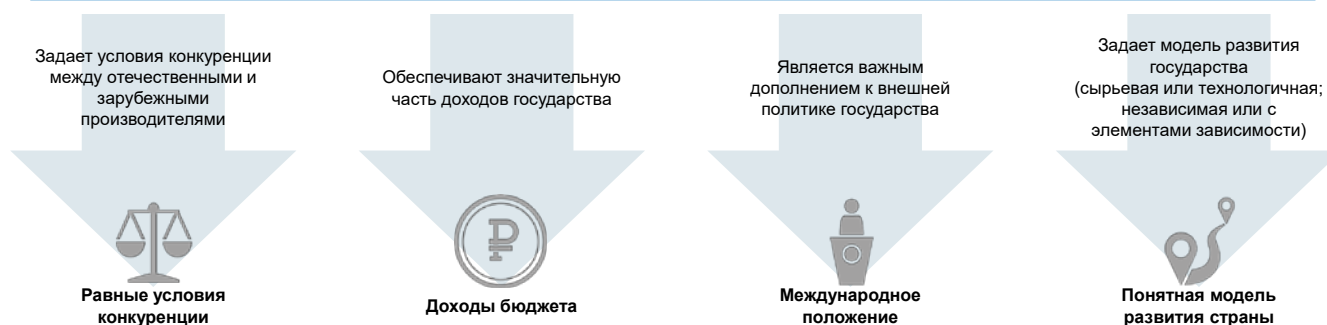 Задает условия конкуренции
между отечественными и
зарубежными
производителями
Равные условия
конкуренции
Обеспечивают значительную
часть доходов государства
Доходы бюджета
Является важным
дополнением к внешней
политике государства
Международное
положение
Задает модель развития
государства
(сырьевая или технологичная;
независимая или с
элементами зависимости)
Понятная модель
развития страны